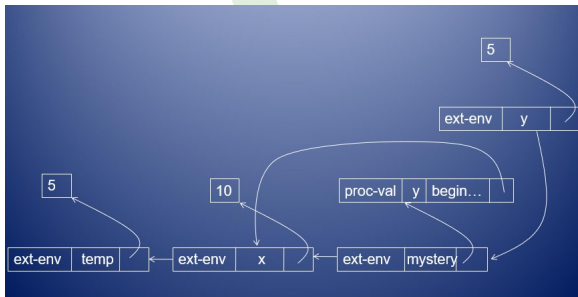 5
ext-env y
5
10
proc-val y begin...
ext-env temp
ext-env x
ext-env mystery